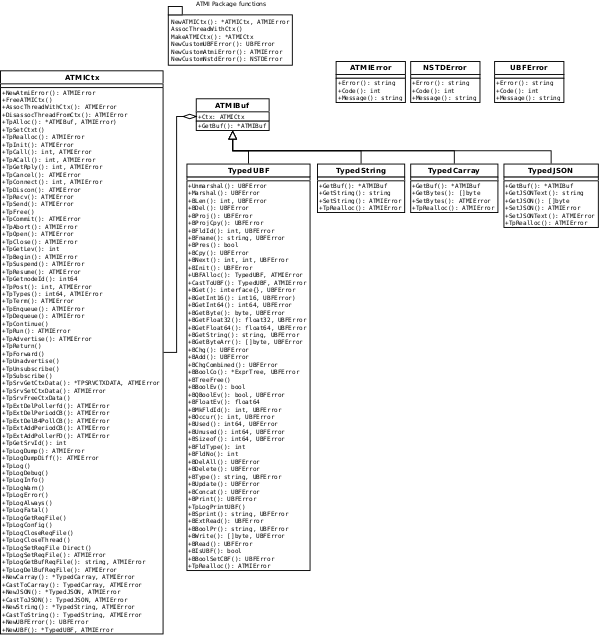 ATMI Package functions
NewATMICtx(): *ATMICtx, ATMIError
AssocThreadWithCtx()
MakeATMICtx(): *ATMICtx
NewCustomUBFError(): UBFError
NewCustomAtmiError(): ATMIError
NewCustomNstdError(): NSTDError
ATMICtx
+NewAtmiError(): ATMIError
+FreeATMICtx()
+AssocThreadWithCtx(): ATMIError
+DisassocThreadFromCtx(): ATMIError
+TpAlloc(): *ATMIBuf, ATMIError)
+TpSetCtxt()
+TpRealloc(): ATMIError
+TpInit(): ATMIError
+TpCall(): int, ATMIError
+TpACall(): int, ATMIError
+TpGetRply(): int, ATMIError
+TpCancel(): ATMIError
+TpConnect(): int, ATMIError
+TpDiscon(): ATMIError
+TpRecv(): ATMIError
+TpSend(): ATMIError
+TpFree()
+TpCommit(): ATMIError
+TpAbort(): ATMIError
+TpOpen(): ATMIError
+TpClose(): ATMIError
+TpGetLev(): int
+TpBegin(): ATMIError
+TpSuspend(): ATMIError
+TpResume(): ATMIError
+TpGetnodeId(): int64
+TpPost(): int, ATMIError
+TpTypes(): int64, ATMIError
+TpTerm(): ATMIError
+TpEnqueue(): ATMIError
+TpDequeue(): ATMIError
+TpContinue()
+TpRun(): ATMIError
+TpAdvertise(): ATMIError
+TpReturn()
+TpForward()
+TpUnadvertise()
+TpUnsubscribe()
+TpSubscribe()
+TpSrvGetCtxData(): *TPSRVCTXDATA, ATMIError
+TpSrvSetCtxData(): ATMIError
+TpSrvFreeCtxData()
+TpExtDelPollerfd(): ATMIError
+TpExtDelPeriodCB(): ATMIError
+TpExtDelB4PollCB(): ATMIError
+TpExtAddPeriodCB(): ATMIError
+TpExtAddPollerFD(): ATMIError
+TpGetSrvId(): int
+TpLogDump(): ATMIError
+TpLogDumpDiff(): ATMIError
+TpLog()
+TpLogDebug()
+TpLogInfo()
+TpLogWarn()
+TpLogError()
+TpLogAlways()
+TpLogFatal()
+TpLogGetReqFile()
+TpLogConfig()
+TpLogCloseReqFile()
+TpLogCloseThread()
+TpLogSetReqFile Direct()
+TpLogSetReqFile(): ATMIError
+TpLogGetBufReqFile(): string, ATMIError
+TpLogDelBufReqFile(): ATMIError
+NewCarray(): *TypedCarray, ATMIError
+CastToCarray(): TypedCarray, ATMIError
+NewJSON(): *TypedJSON, ATMIError
+CastToJSON(): TypedJSON, ATMIError
+NewString(): *TypedString, ATMIError
+CastToString(): TypedString, ATMIError
+NewUBFError(): UBFError
+NewUBF(): *TypedUBF, ATMIError
ATMIBuf
+Ctx: ATMICtx
+GetBuf(): *ATMIBuf
ATMIError
+Error(): string
+Code(): int
+Message(): string
NSTDError
+Error(): string
+Code(): int
+Message(): string
UBFError
+Error(): string
+Code(): int
+Message(): string
TypedUBF
+Unmarshal(): UBFError
+Marshal(): UBFError
+BLen(): int, UBFError
+BDel(): UBFError
+BProj(): UBFError
+BProjCpy(): UBFError
+BFldId(): int, UBFError
+BFname(): string, UBFError
+BPres(): bool
+BCpy(): UBFError
+BNext(): int, int, UBFError
+BInit(): UBFError
+UBFAlloc(): TypedUBF, ATMIError
+CastToUBF(): TypedUBF, ATMIError
+BGet(): interface{}, UBFError
+BGetInt16(): int16, UBFError)
+BGetInt64(): int64, UBFError
+BGetByte(): byte, UBFError
+BGetFloat32(): float32, UBFError
+BGetFloat64(): float64, UBFError
+BGetString(): string, UBFError
+BGetByteArr(): []byte, UBFError
+BChg(): UBFError
+BAdd(): UBFError
+BChgCombined(): UBFError
+BBoolCo(): *ExprTree, UBFError
+BTreeFree()
+BBoolEv(): bool
+BQBoolEv(): bool, UBFError
+BFloatEv(): float64
+BMkFldId(): int, UBFError
+BOccur(): int, UBFError
+BUsed(): int64, UBFError
+BUnused(): int64, UBFError
+BSizeof(): int64, UBFError
+BFldType(): int
+BFldNo(): int
+BDelAll(): UBFError
+BDelete(): UBFError
+BType(): string, UBFError
+BUpdate(): UBFError
+BConcat(): UBFError
+BPrint(): UBFError
+TpLogPrintUBF()
+BSprint(): string, UBFError
+BExtRead(): UBFError
+BBoolPr(): string, UBFError
+BWrite(): []byte, UBFError
+BRead(): UBFError
+BIsUBF(): bool
+BBoolSetCBF(): UBFError
+TpRealloc(): ATMIError
TypedString
+GetBuf(): *ATMIBuf
+GetString(): string
+SetString(): ATMIError
+TpRealloc(): ATMIError
TypedCarray
+GetBuf(): *ATMIBuf
+GetBytes(): []byte
+SetBytes(): ATMIError
+TpRealloc(): ATMIError
TypedJSON
+GetBuf(): *ATMIBuf
+GetJSONText(): string
+GetJSON(): []byte
+SetJSON(): ATMIError
+SetJSONText(): ATMIError
+TpRealloc(): ATMIError